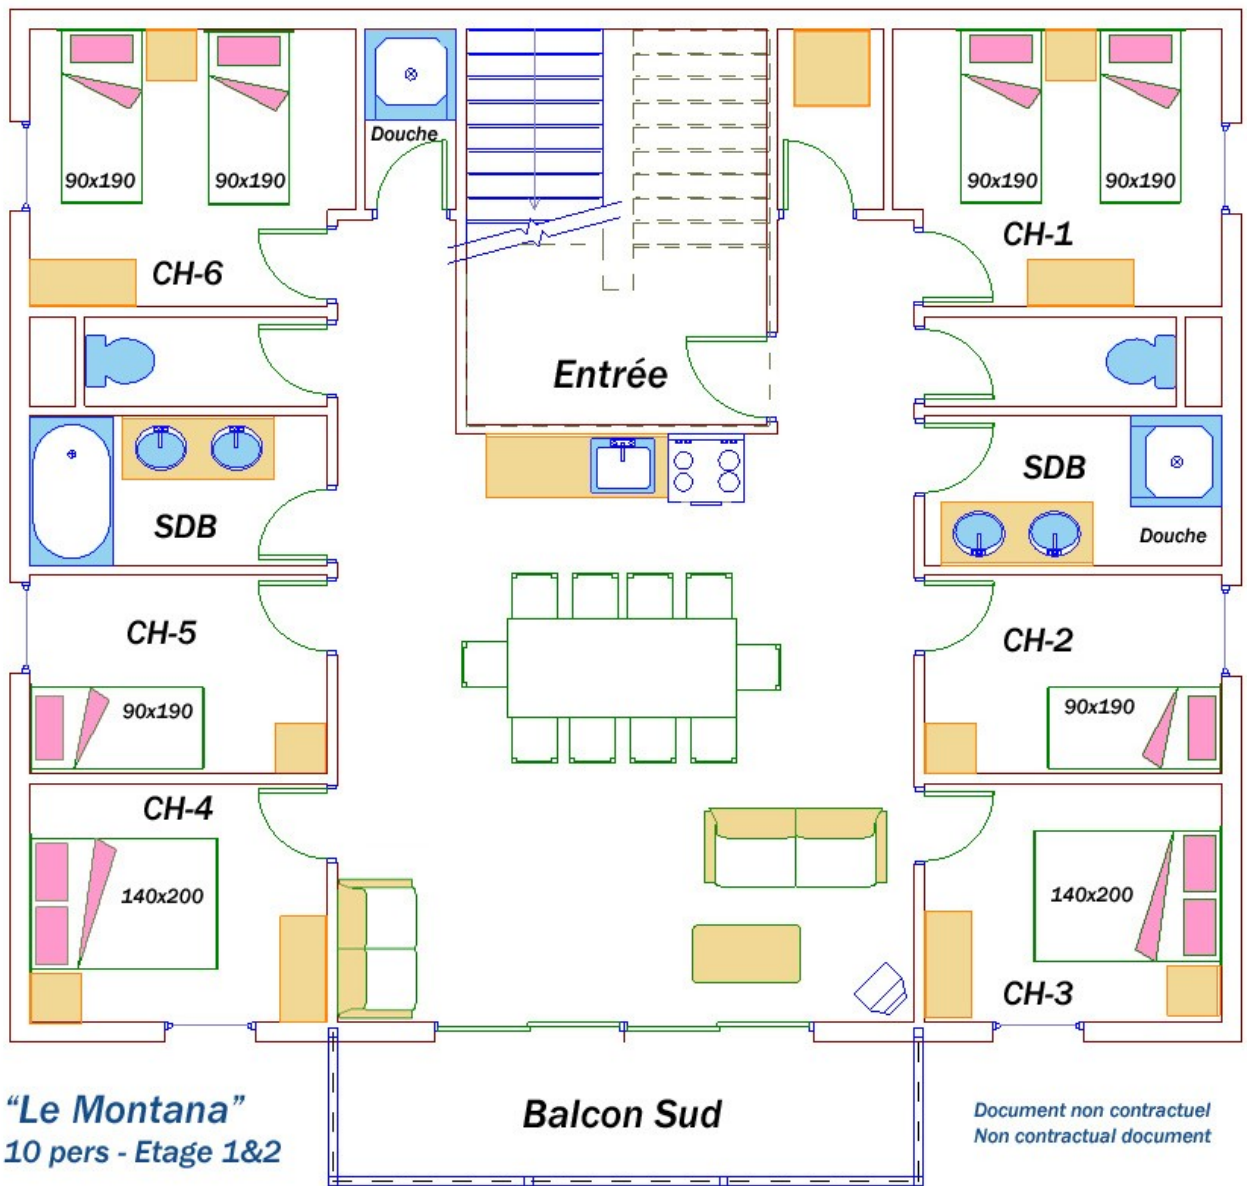 Douche
90x190
90x190
90x190
90x190
CH-6
CH-1
Entrée
SDB
SDB
Douche
CH-5
CH-2
90x190
90x190
CH-4
140x200
140x200
CH-3
"Le Montana"
10 pers - Etage 1&2
Balcon Sud
Document non contractuel
Non contractual document